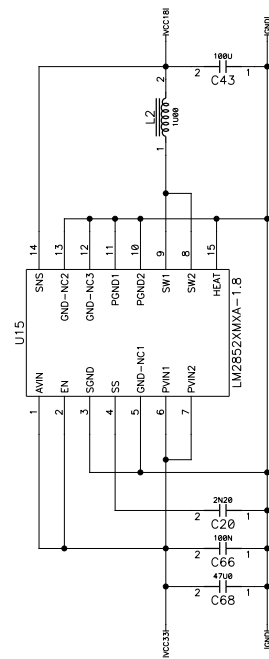 |VCC18|
|GND|
100U
2 C43 1
2
L2
1U00
1
14 13 12 11 10 9 8 15
SNS
GND-NC2
GND-NC3
PGND1
PGND2
SW1
SW2
HEAT
U15
LM2852XMXA-1.8
AVIN
EN
SGND
SS
GND-NC1
PVIN1
PVIN2
1 2 3 4 5 6 7
2N20
2 C20 1
100N
2 C66 1
47U0
2 C68 1
|VCC33|
|GND|